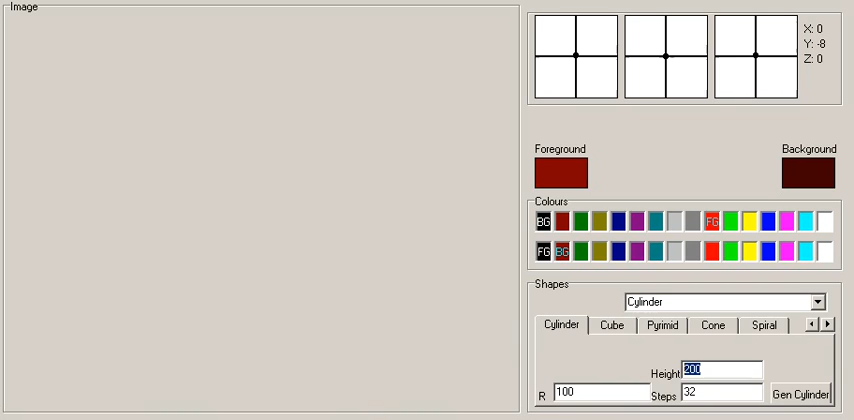 Image
X: 0
Y: -8
Z: 0
Foreground
Background
Colours
BG
FG
FG
BG
Shapes
Cylinder
Cylinder
Cube
Pyrimid
Cone
Spiral
Height
200
R
100
Steps
32
Gen Cylinder